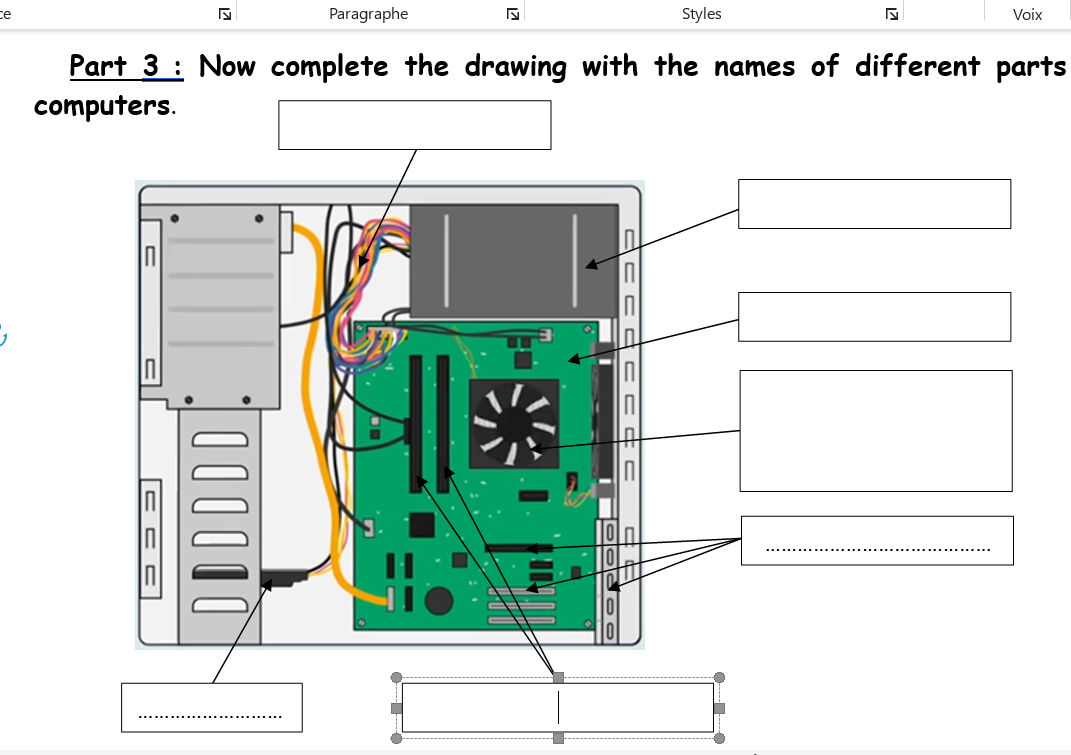 ce Paragraphe Styles Voix
Part 3 : Now complete the drawing with the names of different parts
computers.
........................................
..........................